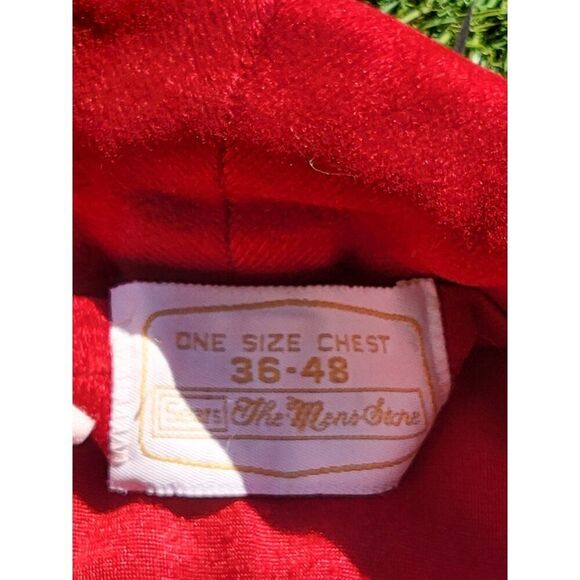 ONE SIZE CHEST
36-48
Sears The Mens Store